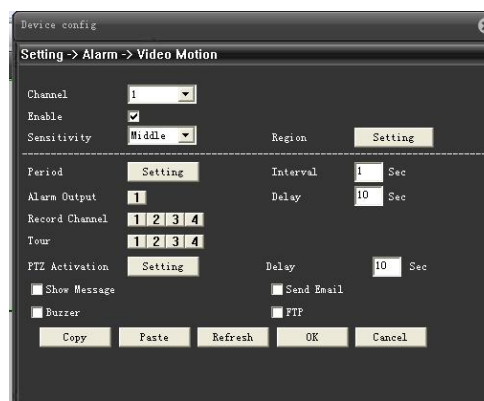 Device config
Setting -> Alarm -> Video Motion
Channel 1
Enable
Sensitivity Middle Region Setting
Period Setting Interval 1 Sec
Alarm Output 1 Delay 10 Sec
Record Channel 1 2 3 4
Tour 1 2 3 4
PTZ Activation Setting Delay 10 Sec
Show Message Send Email
Buzzer FTP
Copy Paste Refresh OK Cancel